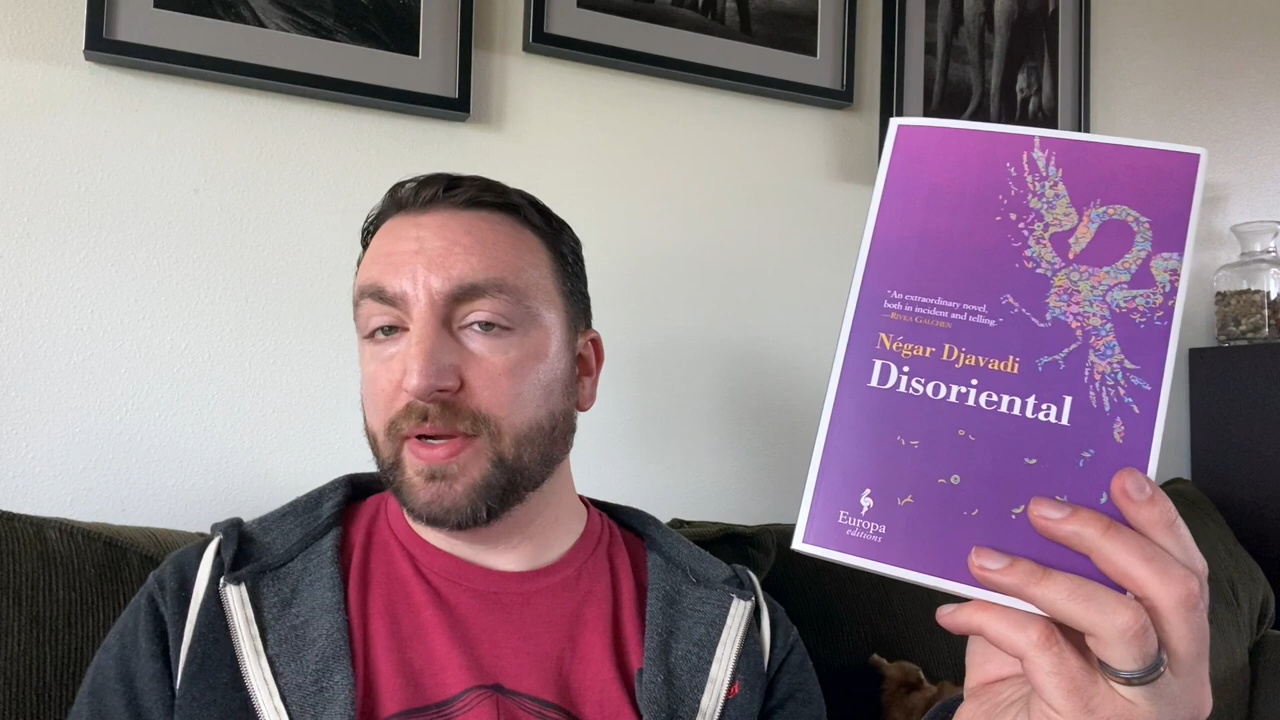 "An extraordinary novel,
both in incident and telling."
—RIVKA GALCHEN
Négar Djavadi
Disoriental
Europa
editions